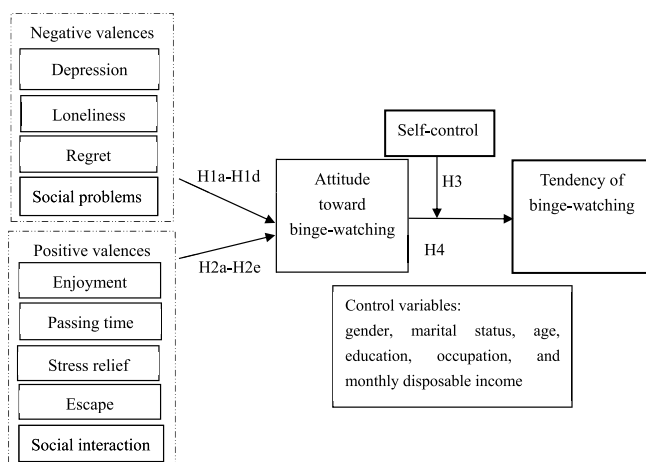 Negative valences
Depression
Loneliness
Regret
Social problems
H1a-H1d
Positive valences
Enjoyment
Passing time
Stress relief
Escape
Social interaction
H2a-H2e
Attitude
toward
binge-watching
Self-control
H3
H4
Tendency of
binge-watching
Control variables:
gender, marital status, age,
education, occupation, and
monthly disposable income